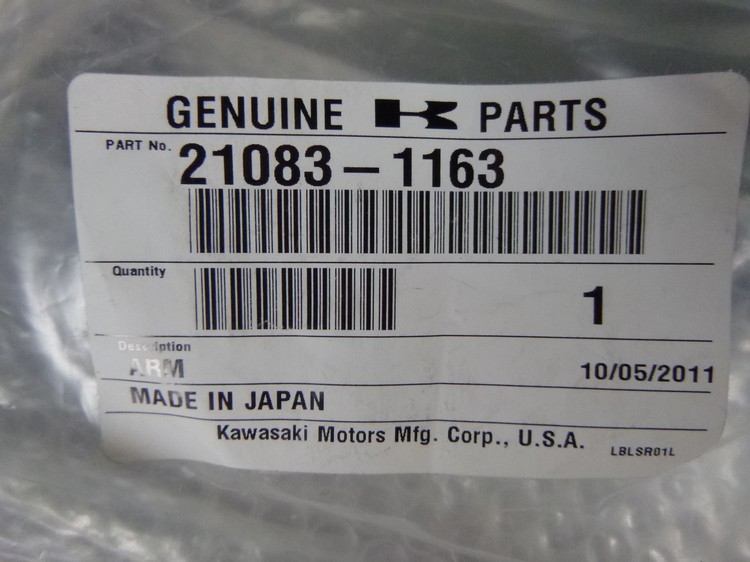 GENUINE K PARTS
PART No. 21083-1163
Quantity 1
Description
ARM 10/05/2011
MADE IN JAPAN
Kawasaki Motors Mfg. Corp., U.S.A. LBLSR01L